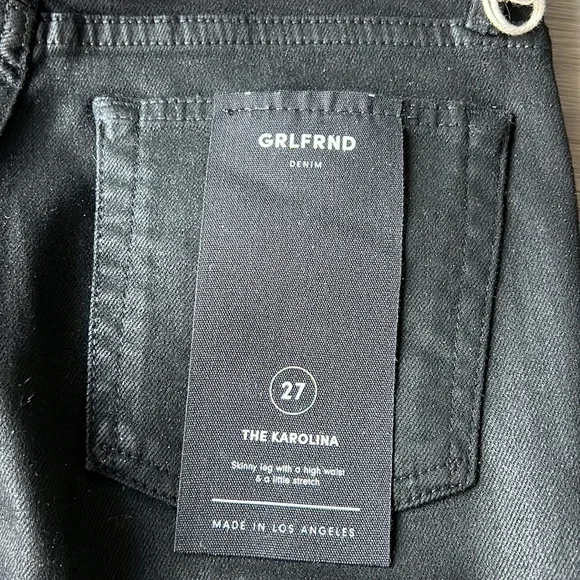 GRLFRND
DENIM
27
THE KAROLINA
Skinny leg with a high waist
& a little stretch
MADE IN LOS ANGELES